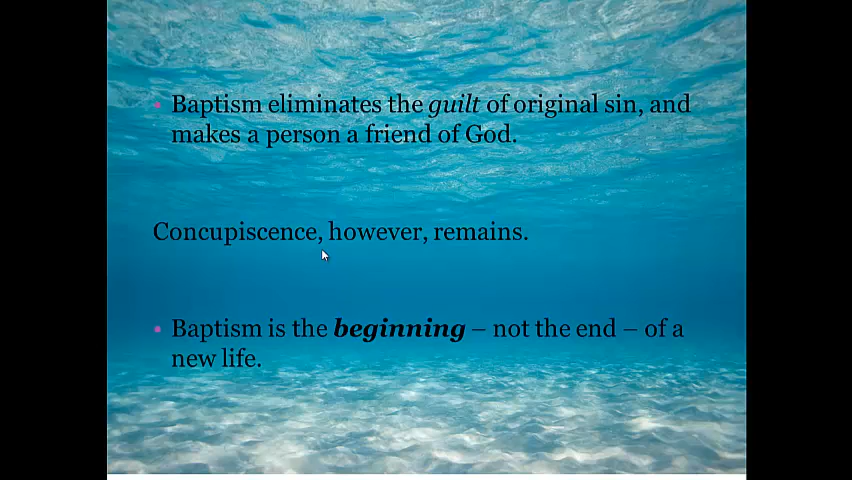 • Baptism eliminates the guilt of original sin, and
makes a person a friend of God.
Concupiscence, however, remains.
• Baptism is the beginning – not the end – of a
new life.